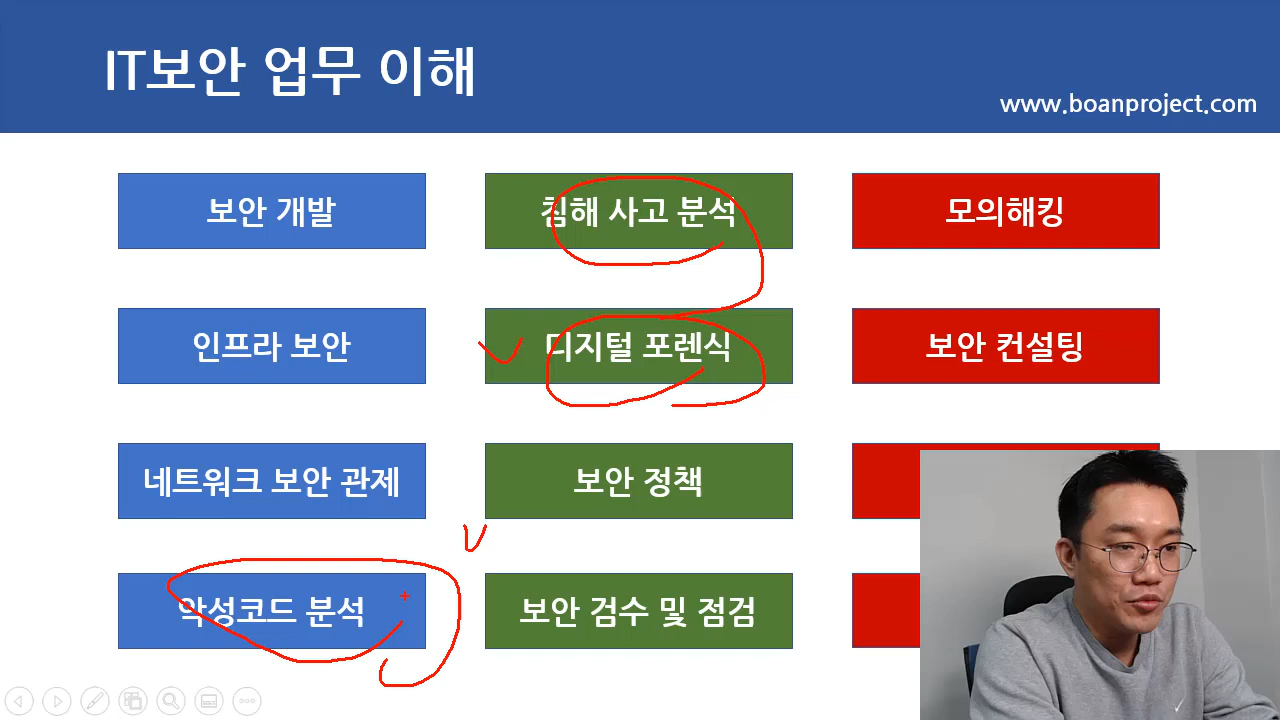 IT보안 업무 이해
www.boanproject.com
보안 개발
침해 사고 분석
모의해킹
인프라 보안
디지털 포렌식
보안 컨설팅
네트워크 보안 관제
보안 정책
악성코드 분석
보안 검수 및 점검